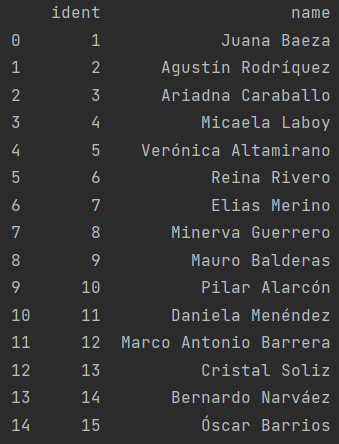 ident name
0 1 Juana Baeza
1 2 Agustín Rodríquez
2 3 Ariadna Caraballo
3 4 Micaela Laboy
4 5 Verónica Altamirano
5 6 Reina Rivero
6 7 Elias Merino
7 8 Minerva Guerrero
8 9 Mauro Balderas
9 10 Pilar Alarcón
10 11 Daniela Menéndez
11 12 Marco Antonio Barrera
12 13 Cristal Soliz
13 14 Bernardo Narváez
14 15 Óscar Barrios